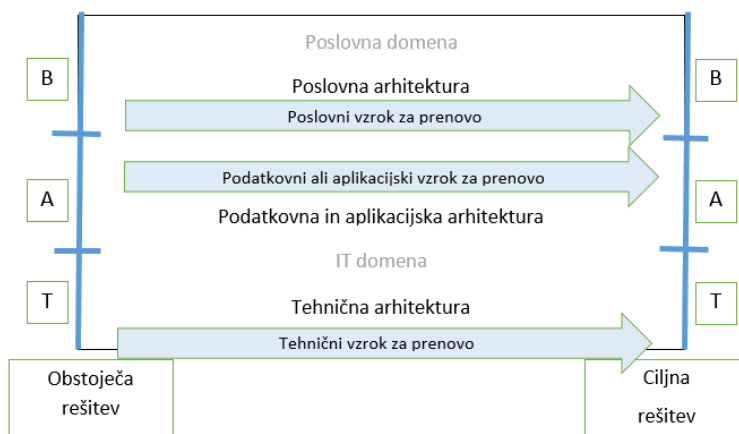 Poslovna domena
B
B
Poslovna arhitektura
Poslovni vzrok za prenovo
Podatkovni ali aplikacijski vzrok za prenovo
A
A
Podatkovna in aplikacijska arhitektura
IT domena
T
T
Tehnična arhitektura
Tehnični vzrok za prenovo
Obstoječa
rešitev
Ciljna
rešitev